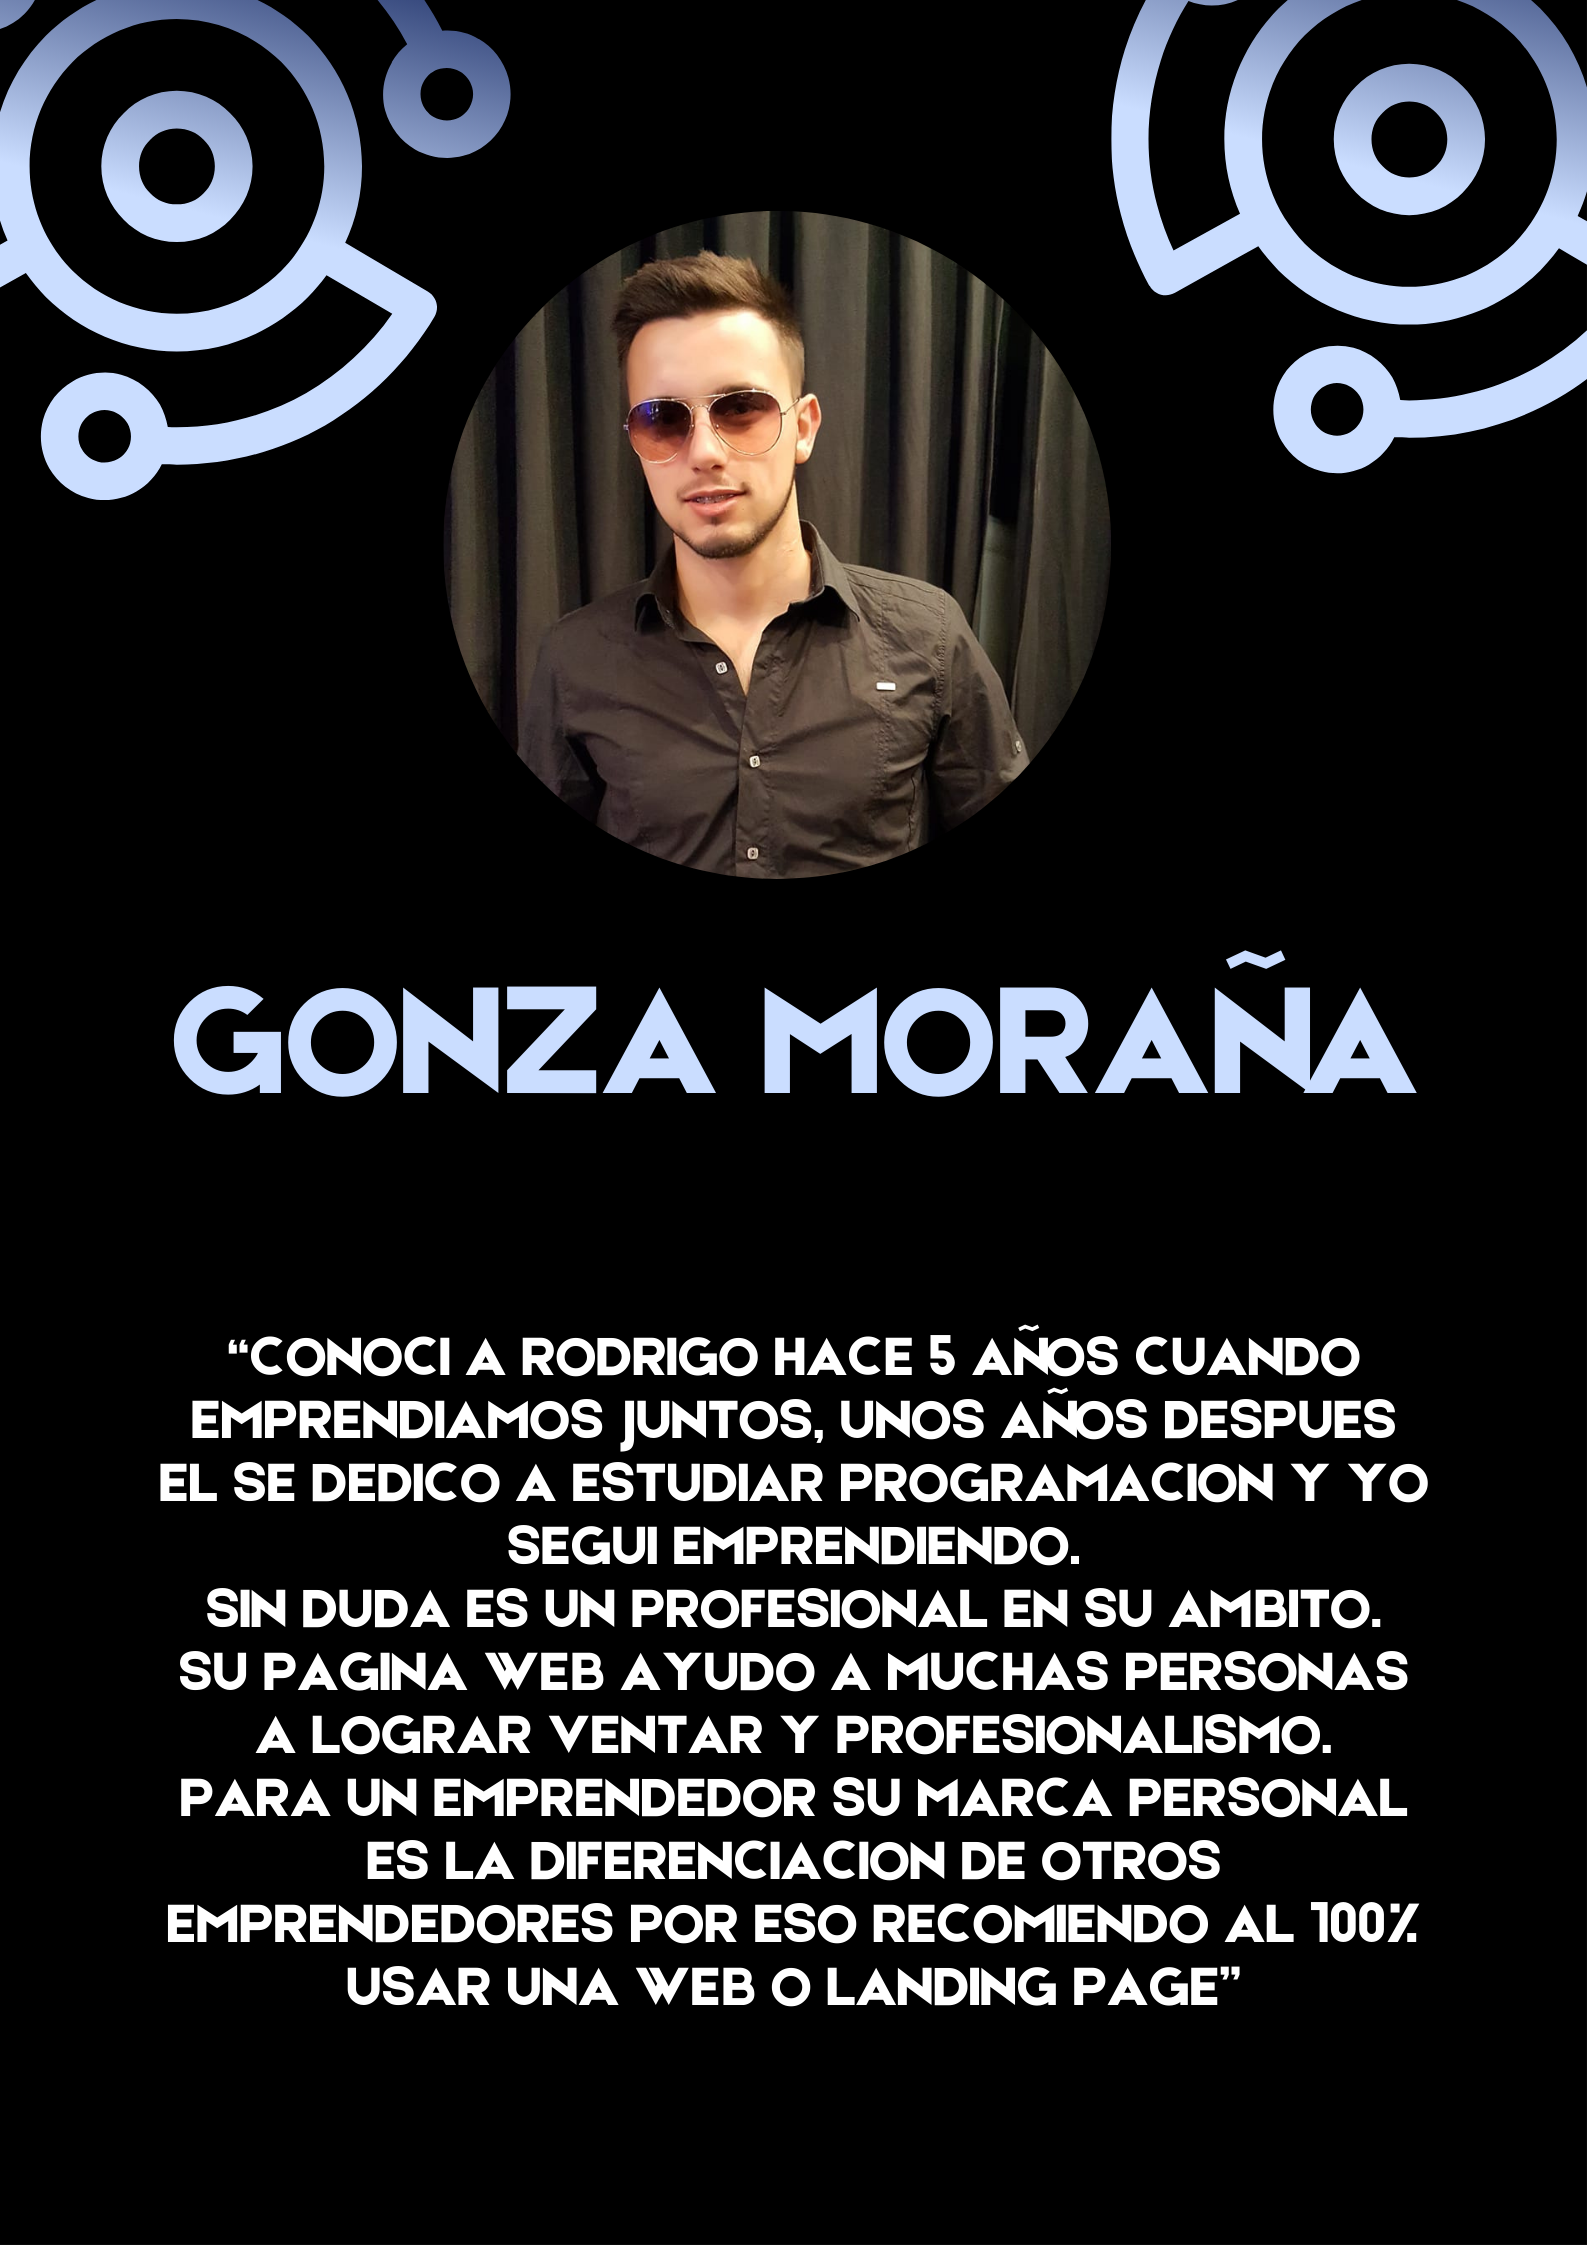 GONZA MORAÑA
“CONOCI A RODRIGO HACE 5 AÑOS CUANDO
EMPRENDIAMOS JUNTOS, UNOS AÑOS DESPUES
EL SE DEDICO A ESTUDIAR PROGRAMACION Y YO
SEGUI EMPRENDIENDO.
SIN DUDA ES UN PROFESIONAL EN SU AMBITO.
SU PAGINA WEB AYUDO A MUCHAS PERSONAS
A LOGRAR VENTAR Y PROFESIONALISMO.
PARA UN EMPRENDEDOR SU MARCA PERSONAL
ES LA DIFERENCIACION DE OTROS
EMPRENDEDORES POR ESO RECOMIENDO AL 100%
USAR UNA WEB O LANDING PAGE”